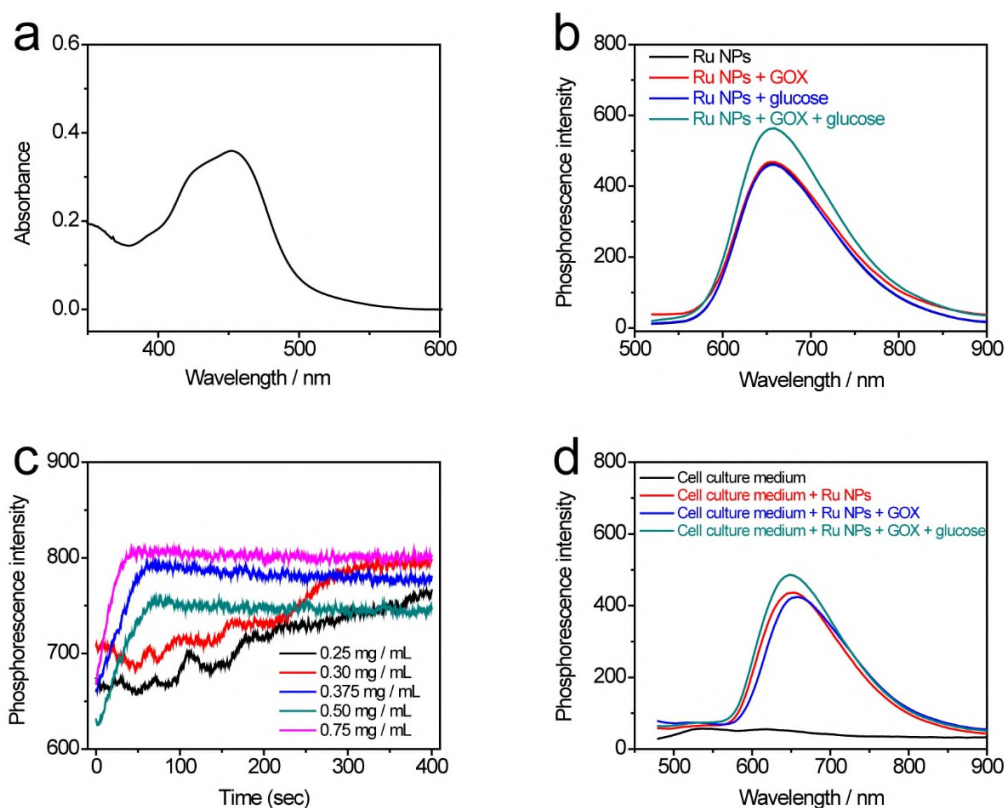 a
0.6
0.4
0.2
0.0
Absorbance
400
500
600
Wavelength / nm
b
800
600
400
200
0
Phosphorescence intensity
Ru NPs
Ru NPs + GOX
Ru NPs + glucose
Ru NPs + GOX + glucose
500
600
700
800
900
Wavelength / nm
c
900
800
700
600
Phosphorescence intensity
0.25 mg / mL
0.30 mg / mL
0.375 mg / mL
0.50 mg / mL
0.75 mg / mL
0
100
200
300
400
Time (sec)
d
800
600
400
200
0
Phosphorescence intensity
Cell culture medium
Cell culture medium + Ru NPs
Cell culture medium + Ru NPs + GOX
Cell culture medium + Ru NPs + GOX + glucose
500
600
700
800
900
Wavelength / nm